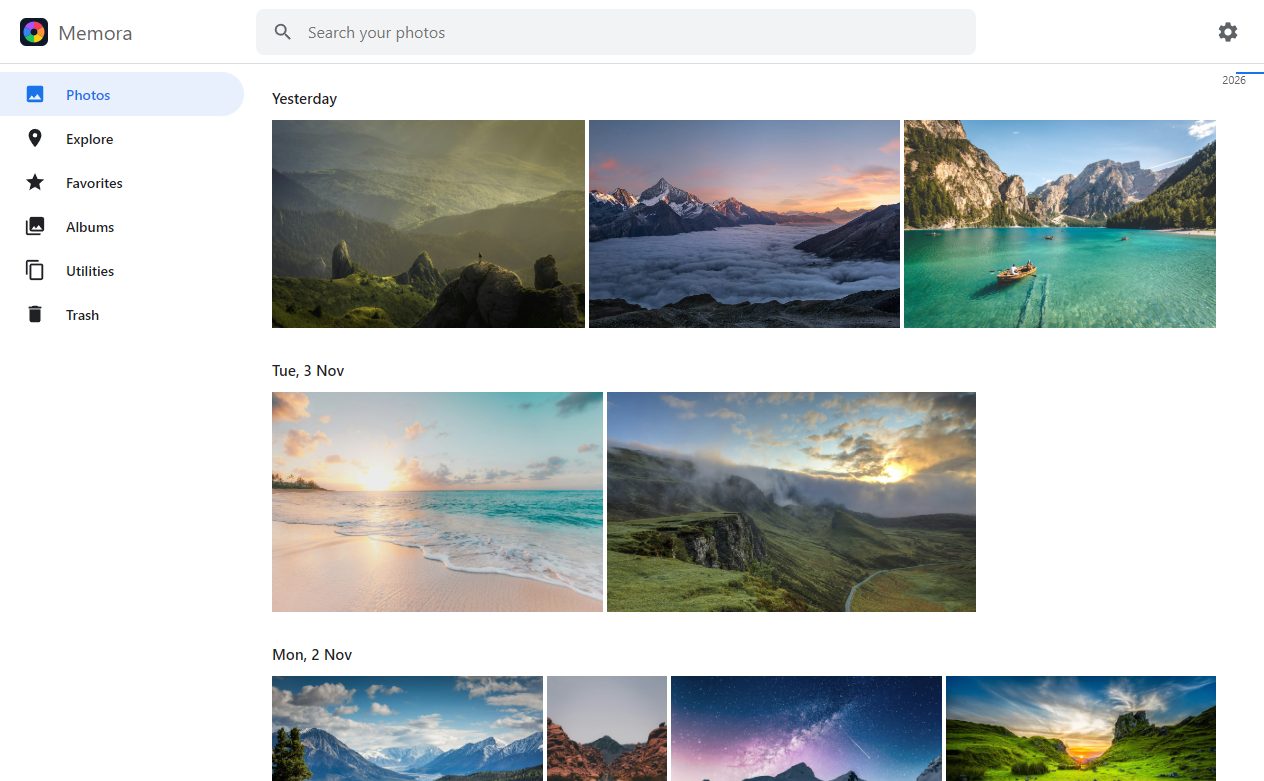 Memora
Search your photos
2026
Photos
Explore
Favorites
Albums
Utilities
Trash
Yesterday
Tue, 3 Nov
Mon, 2 Nov